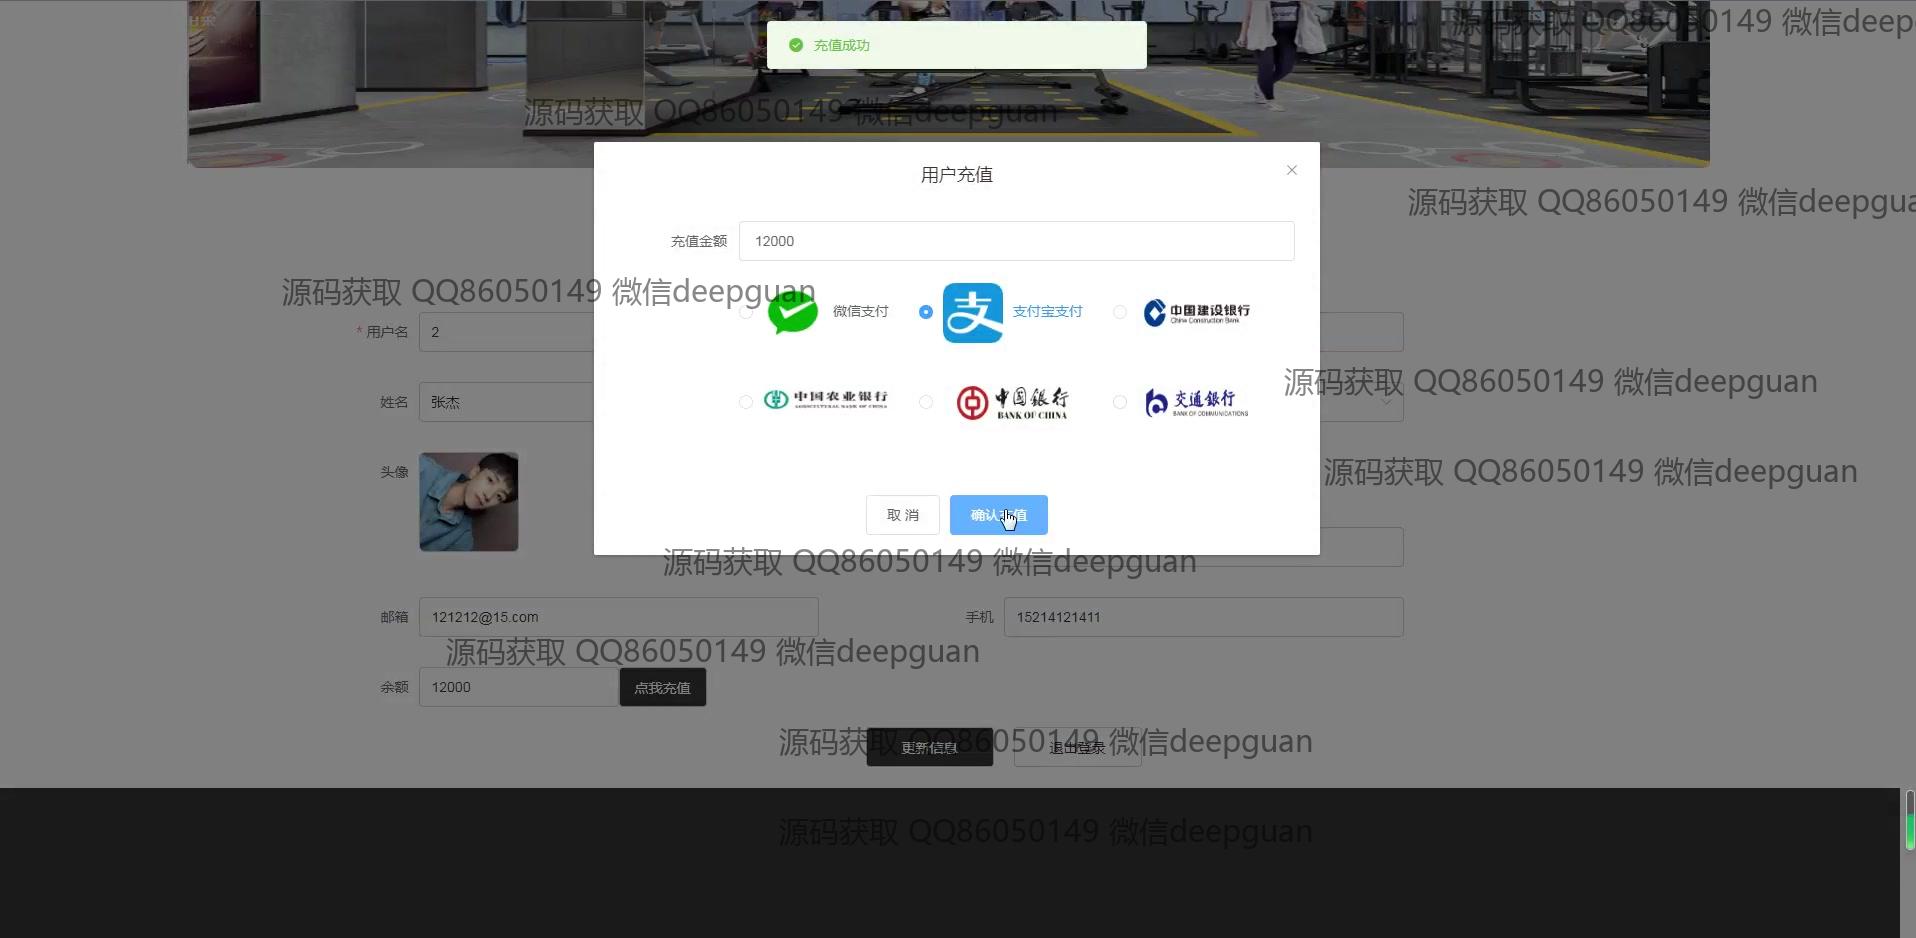 源码获取 QQ86050149 微信deep
充值成功
源码获取 QQ86050149 微信deepguan
用户充值
源码获取 QQ86050149 微信deepgua
充值金额 12000
源码获取 QQ86050149 微信deepguan
微信支付 支付宝支付 中国建设银行
China Construction Bank
* 用户名 2
源码获取 QQ86050149 微信deepguan
姓名 张杰
中国农业银行 中国银行 交通银行
AGRICULTURAL BANK OF CHINA BANK OF CHINA BANK OF COMMUNICATIONS
头像
源码获取 QQ86050149 微信deepguan
取消 确认充值
源码获取 QQ86050149 微信deepguan
邮箱 121212@15.com 手机 15214121411
源码获取 QQ86050149 微信deepguan
余额 12000 点我充值
源码获取 QQ86050149 微信deepguan
更新信息 退出登录
源码获取 QQ86050149 微信deepguan